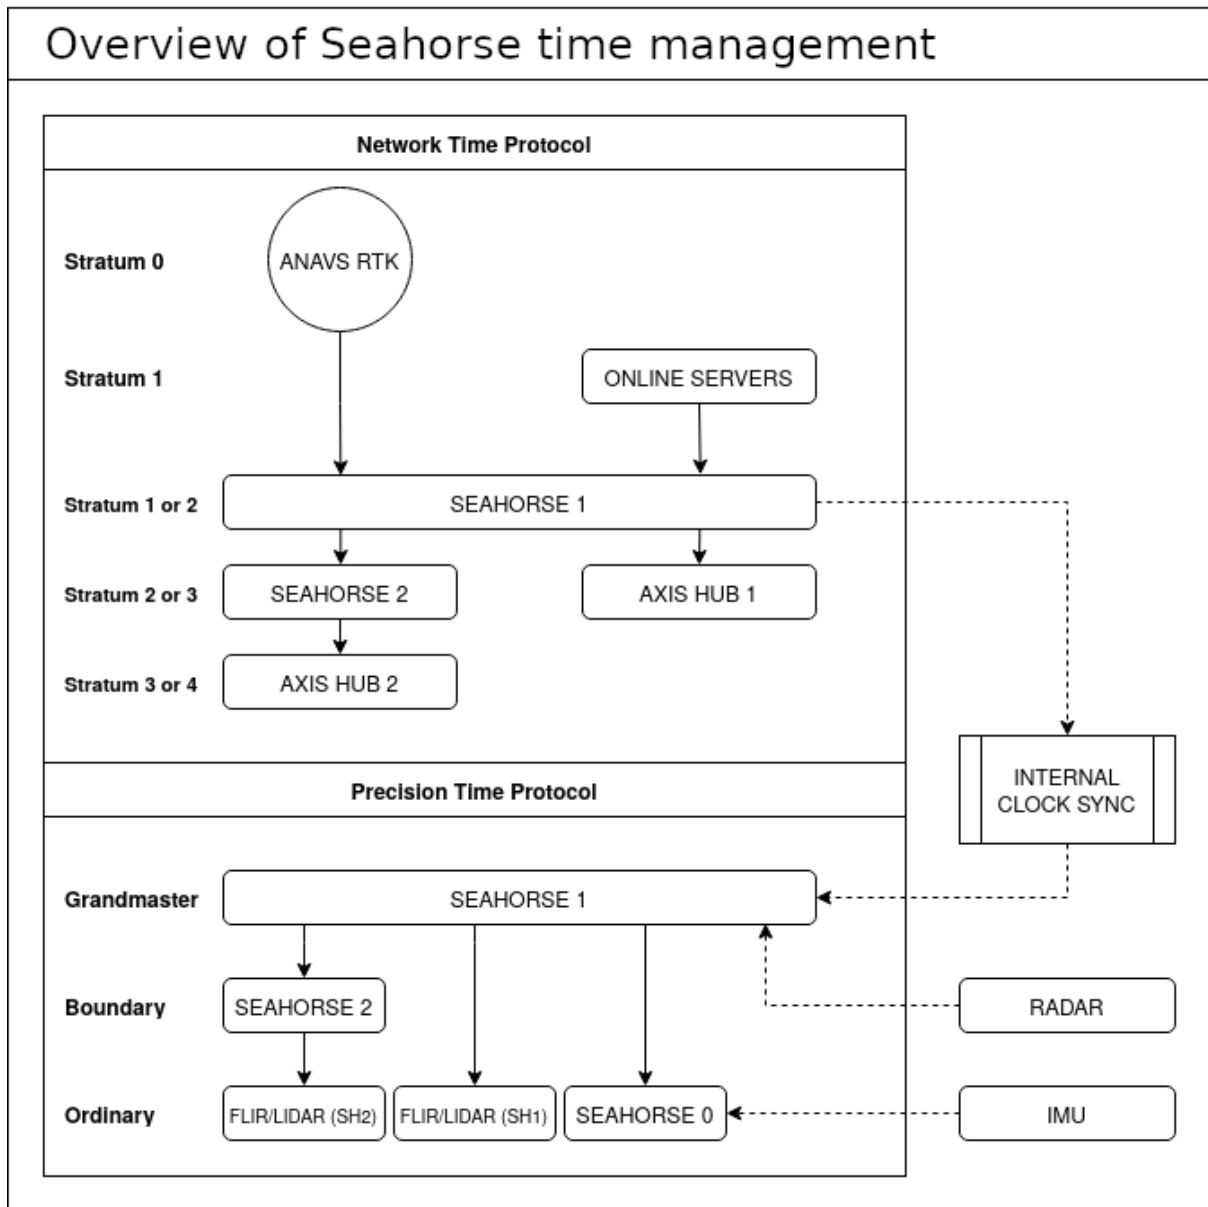 Overview of Seahorse time management
Network Time Protocol
Stratum 0
ANAVS RTK
Stratum 1
ONLINE SERVERS
Stratum 1 or 2
SEAHORSE 1
Stratum 2 or 3
SEAHORSE 2
AXIS HUB 1
Stratum 3 or 4
AXIS HUB 2
INTERNAL
CLOCK SYNC
Precision Time Protocol
Grandmaster
SEAHORSE 1
Boundary
SEAHORSE 2
RADAR
Ordinary
FLIR/LIDAR (SH2)
FLIR/LIDAR (SH1)
SEAHORSE 0
IMU